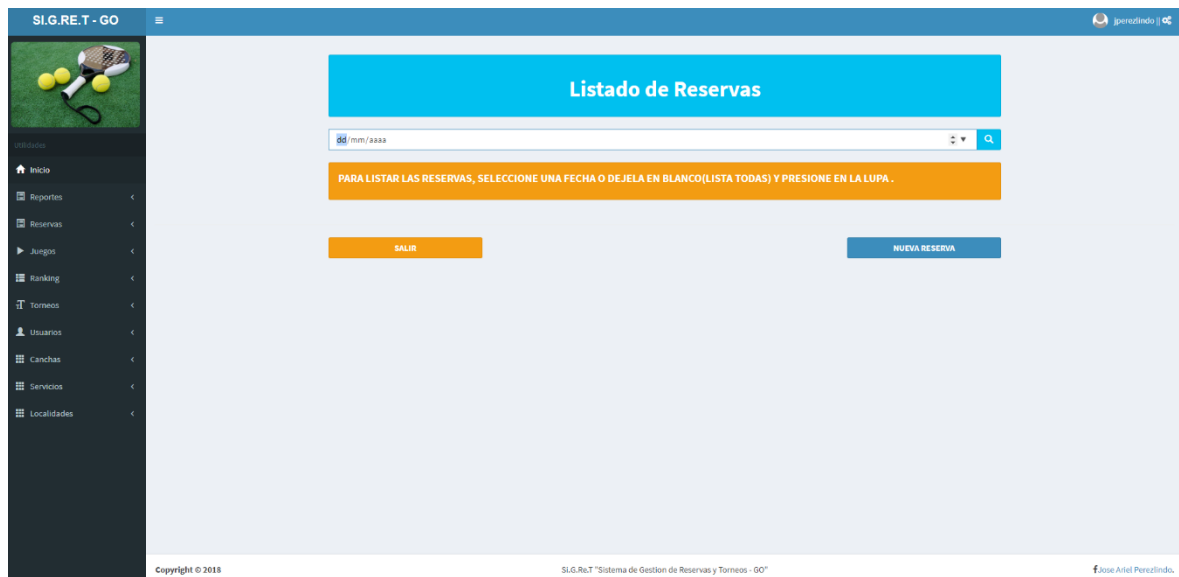 SI.G.RE.T - GO
jperezlindo ||
Utilidades
Inicio
Reportes
Reservas
Juegos
Ranking
Torneos
Usuarios
Canchas
Servicios
Localidades
Listado de Reservas
dd/mm/aaaa
PARA LISTAR LAS RESERVAS, SELECCIONE UNA FECHA O DEJELA EN BLANCO(LISTA TODAS) Y PRESIONE EN LA LUPA .
SALIR
NUEVA RESERVA
Copyright © 2018
SI.G.Re.T "Sistema de Gestion de Reservas y Torneos - GO"
Jose Ariel Perezlindo.